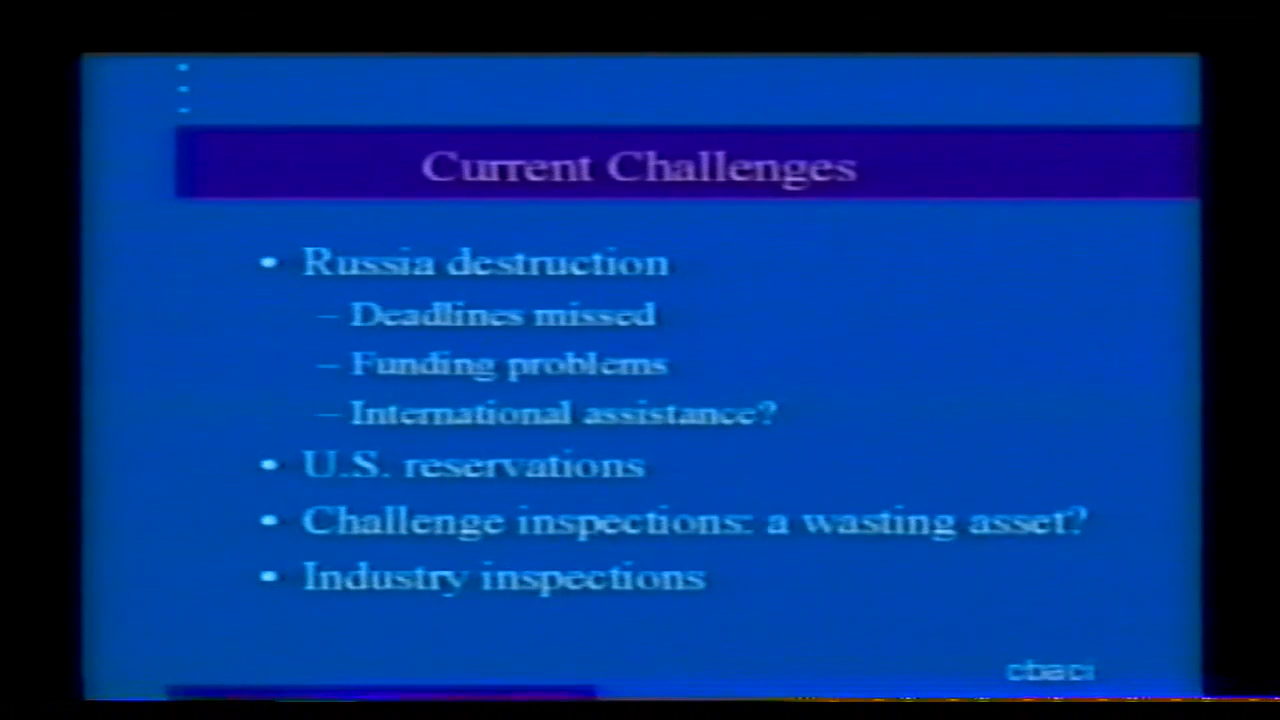 Current Challenges
• Russia destruction
– Deadlines missed
– Funding problems
– International assistance?
• U.S. reservations
• Challenge inspections: a wasting asset?
• Industry inspections
cbaci